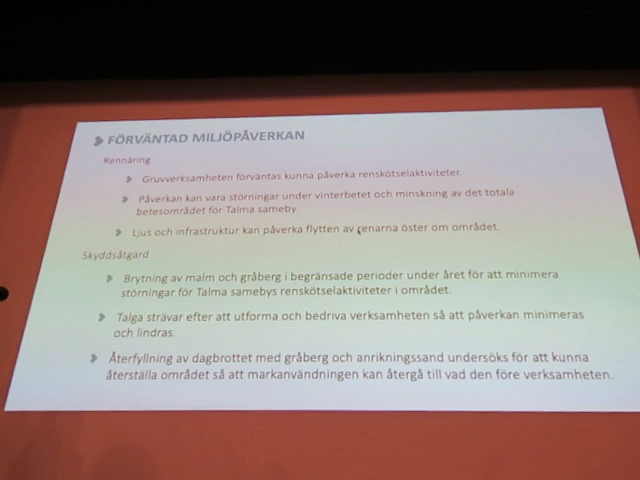 FÖRVÄNTAD MILJÖPÅVERKAN
Rennäring
Gruvverksamheten förväntas kunna påverka renskötselaktiviteter.
Påverkan kan vara störningar under vinterbetet och minskning av det totala
betesområdet för Talma sameby.
Ljus och infrastruktur kan påverka flytten av renarna öster om området.
Skyddsåtgärd
Brytning av malm och gråberg i begränsade perioder under året för att minimera
störningar för Talma samebys renskötselaktiviteter i området.
Talga strävar efter att utforma och bedriva verksamheten så att påverkan minimeras
och lindras.
Återfyllning av dagbrottet med gråberg och anrikningssand undersöks för att kunna
återställa området så att markanvändningen kan återgå till vad den före verksamheten.